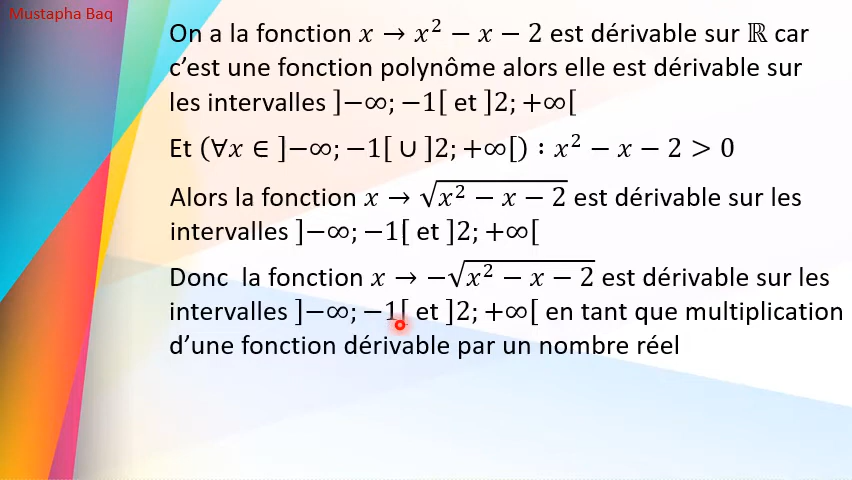 Mustapha Baq
On a la fonction 𝑥 → 𝑥² − 𝑥 − 2 est dérivable sur ℝ car
c’est une fonction polynôme alors elle est dérivable sur
les intervalles ]−∞; −1[ et ]2; +∞[
Et (∀𝑥 ∈ ]−∞; −1[ ∪ ]2; +∞[) : 𝑥² − 𝑥 − 2 > 0
Alors la fonction 𝑥 → √(𝑥² − 𝑥 − 2) est dérivable sur les
intervalles ]−∞; −1[ et ]2; +∞[
Donc la fonction 𝑥 → −√(𝑥² − 𝑥 − 2) est dérivable sur les
intervalles ]−∞; −1[ et ]2; +∞[ en tant que multiplication
d’une fonction dérivable par un nombre réel